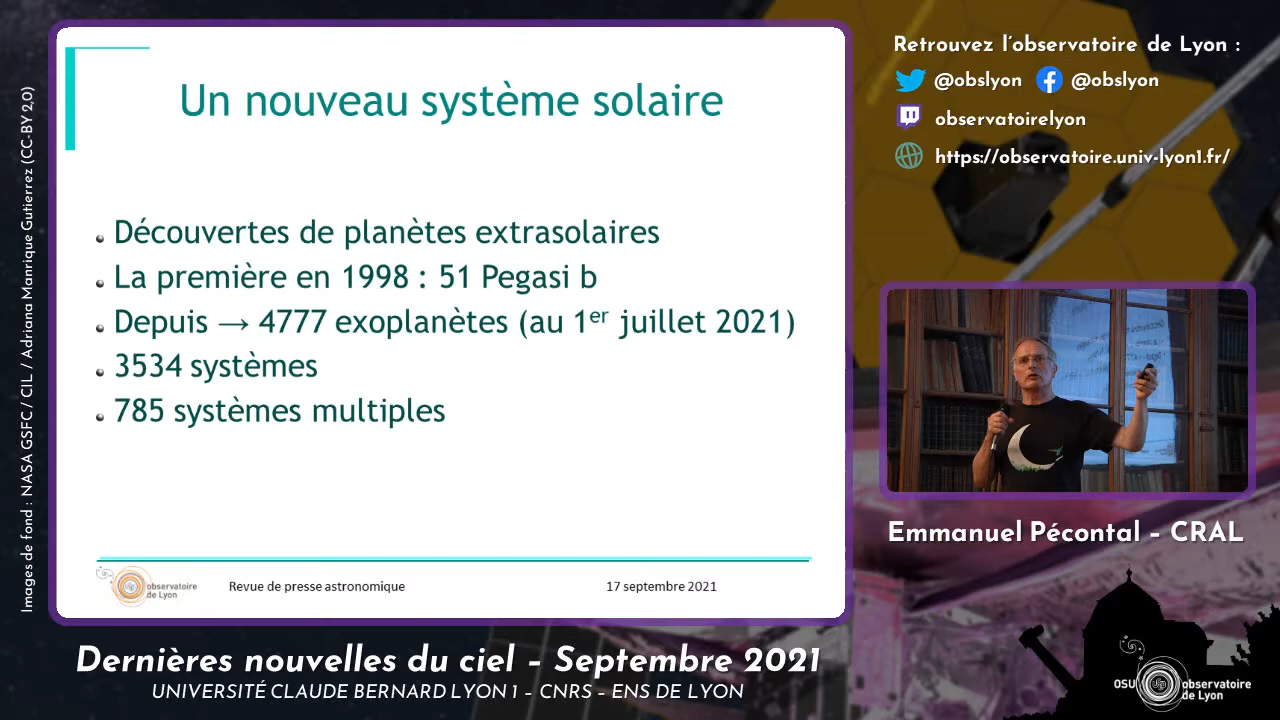 Images de fond : NASA GSFC / CIL / Adriana Manrique Gutierrez (CC-BY 2.0)
Un nouveau système solaire
Découvertes de planètes extrasolaires
La première en 1998 : 51 Pegasi b
Depuis → 4777 exoplanètes (au 1er juillet 2021)
3534 systèmes
785 systèmes multiples
observatoire
de Lyon
Revue de presse astronomique
17 septembre 2021
Dernières nouvelles du ciel – Septembre 2021
UNIVERSITÉ CLAUDE BERNARD LYON 1 – CNRS – ENS DE LYON
Retrouvez l'observatoire de Lyon :
@obslyon @obslyon
observatoirelyon
https://observatoire.univ-lyon1.fr/
Emmanuel Pécontal – CRAL
OSU observatoire
de Lyon